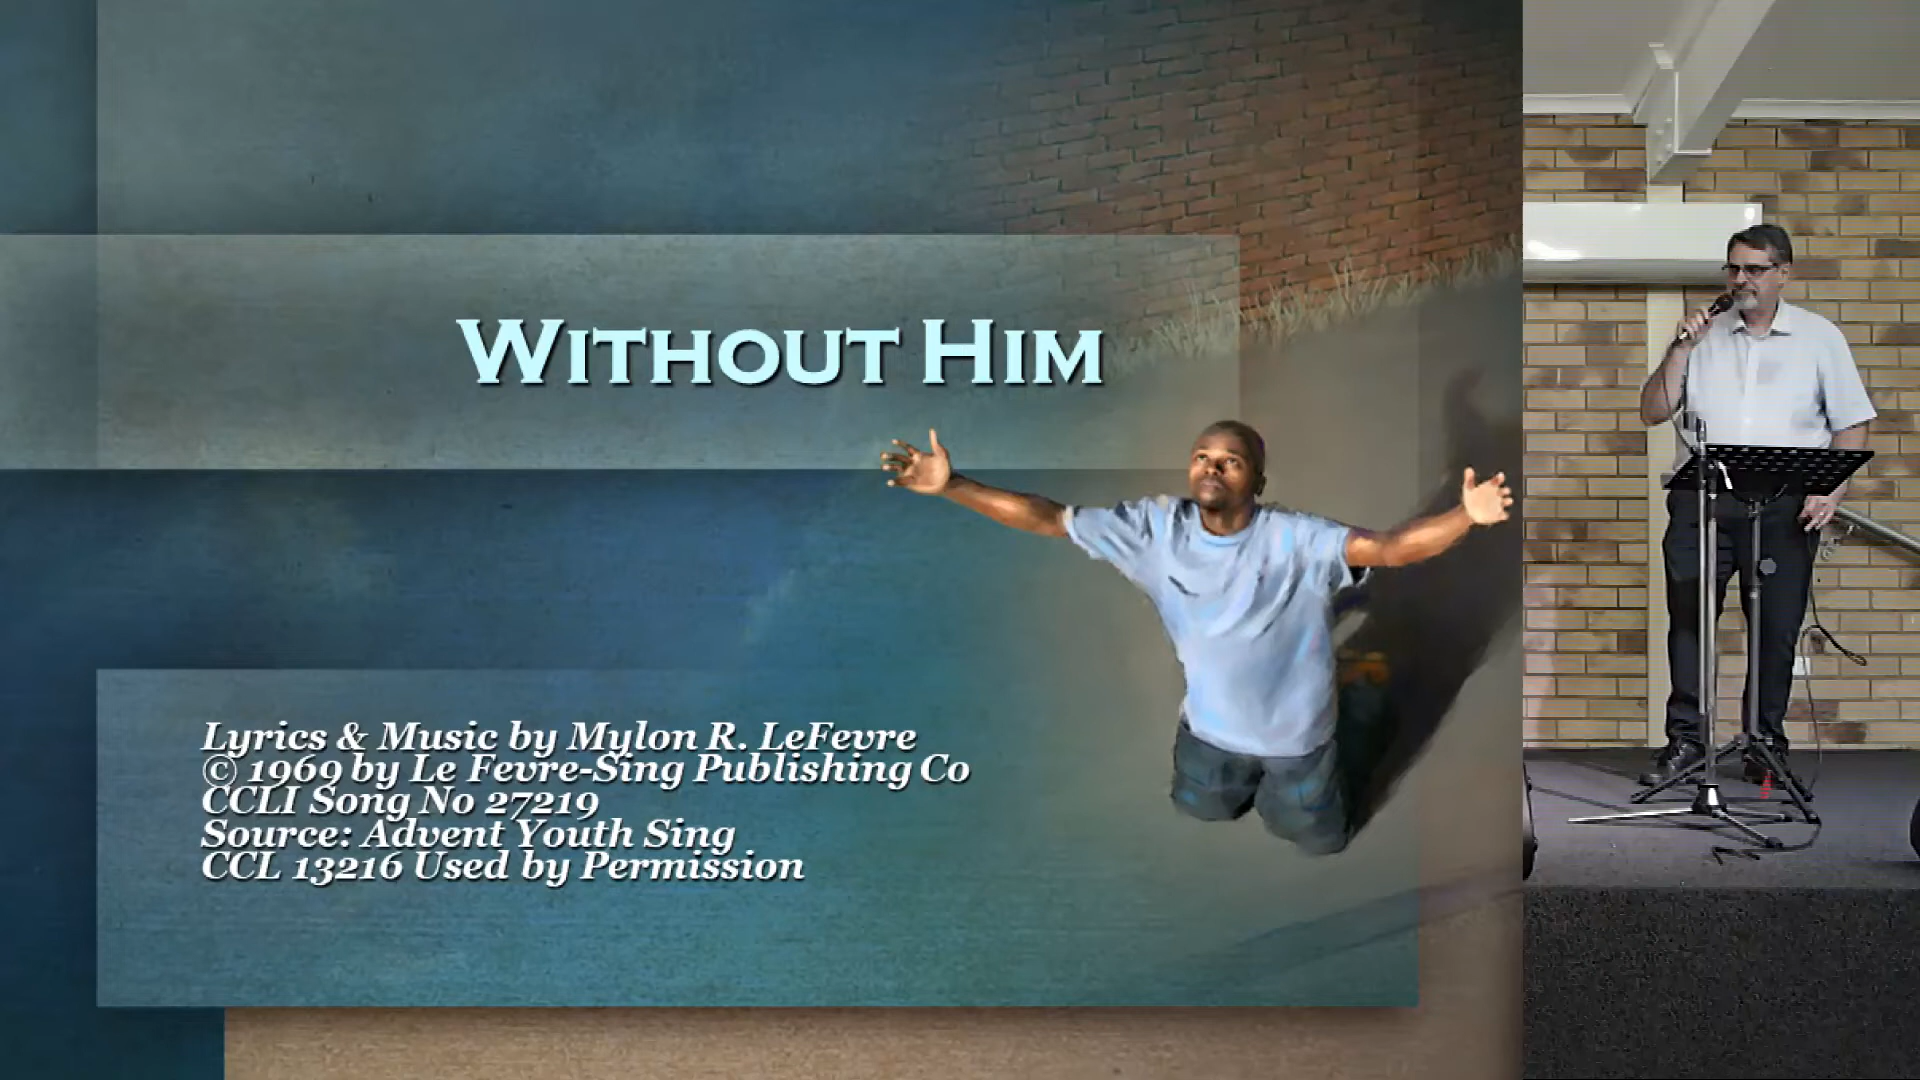 Without Him
Lyrics & Music by Mylon R. LeFevre
© 1969 by Le Fevre-Sing Publishing Co
CCLI Song No 27219
Source: Advent Youth Sing
CCL 13216 Used by Permission